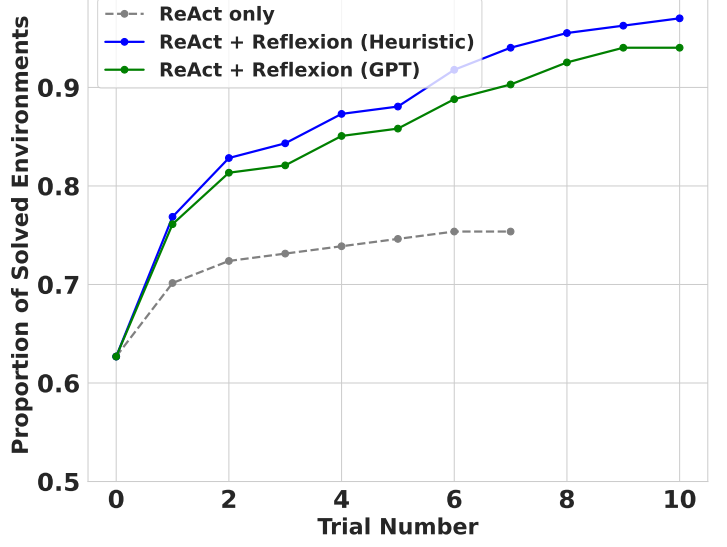 ReAct only
ReAct + Reflexion (Heuristic)
ReAct + Reflexion (GPT)
Proportion of Solved Environments
0.9
0.8
0.7
0.6
0.5
0 2 4 6 8 10
Trial Number